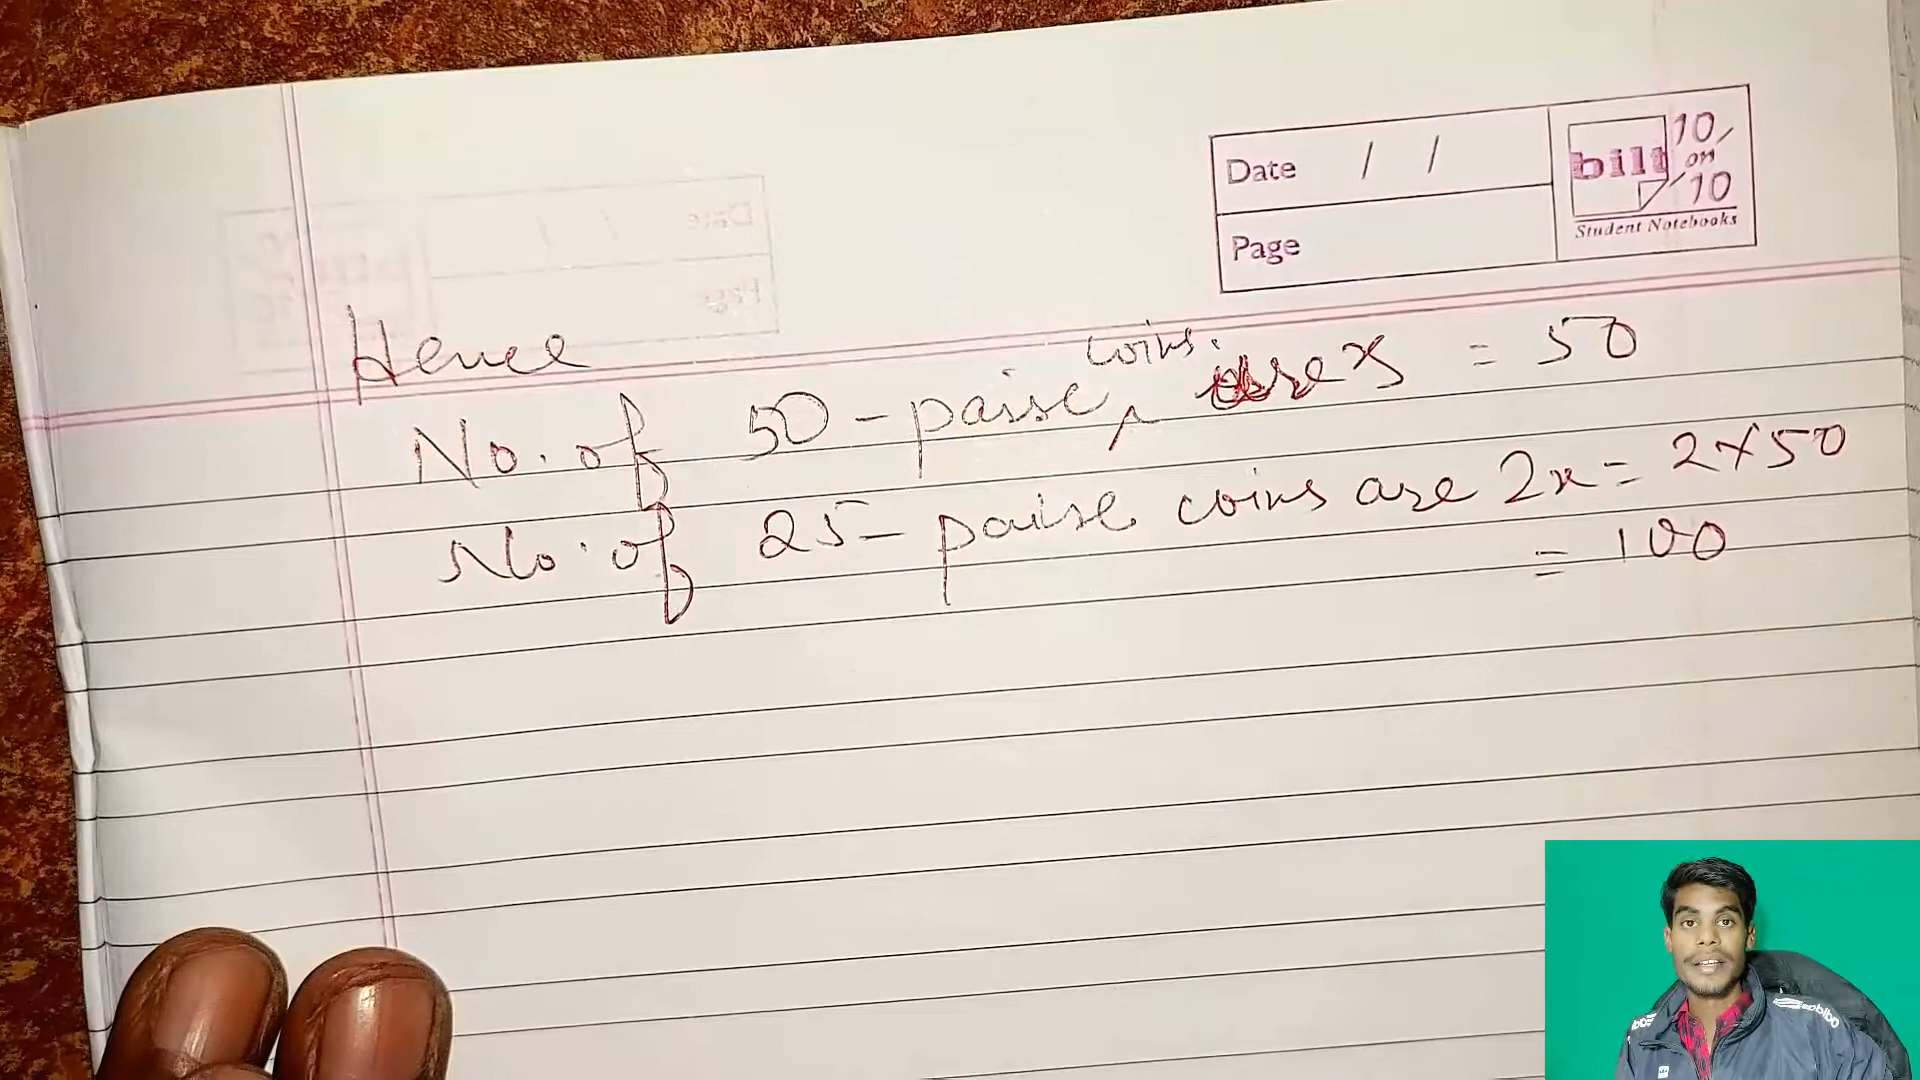 Date / /
Page
bilt 10 on 10
Student Notebooks
Hence
No. of 50-paise coins. are x = 50
No. of 25-paise coins are 2x = 2×50
= 100